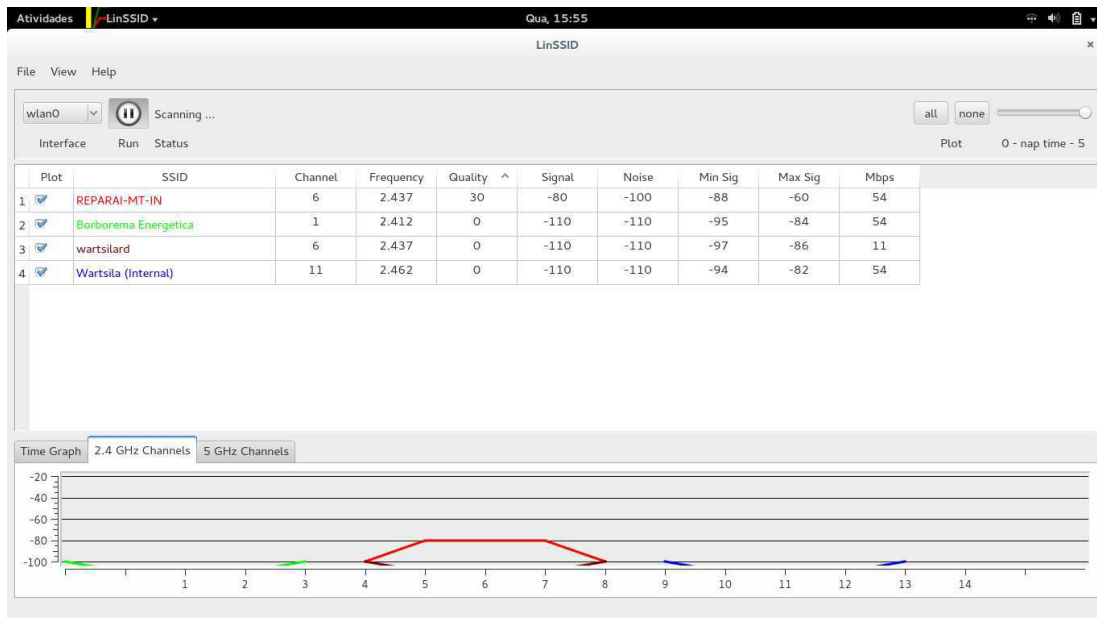 Atividades LinSSID Qua, 15:55
LinSSID
File View Help
wlan0 Scanning ... all none
Interface Run Status Plot 0 - nap time - 5
Plot SSID Channel Frequency Quality Signal Noise Min Sig Max Sig Mbps
1 REPARAI-MT-IN 6 2.437 30 -80 -100 -88 -60 54
2 Borborema Energetica 1 2.412 0 -110 -110 -95 -84 54
3 wartsilard 6 2.437 0 -110 -110 -97 -86 11
4 Wartsila (Internal) 11 2.462 0 -110 -110 -94 -82 54
Time Graph 2.4 GHz Channels 5 GHz Channels
-20
-40
-60
-80
-100
1 2 3 4 5 6 7 8 9 10 11 12 13 14